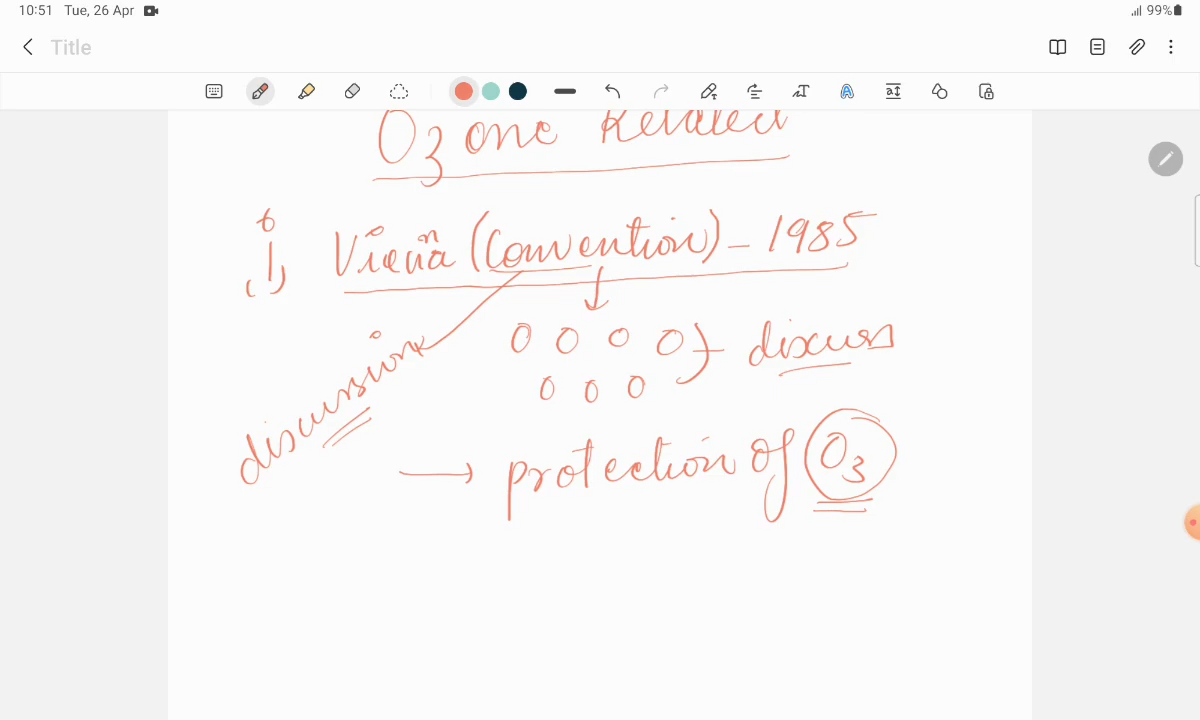 10:51 Tue, 26 Apr 99%
Title
Ozone Related
(1) Viena (Convention) - 1985
0 0 0 0 } discuss
0 0 0
discussion
→ protection of O3